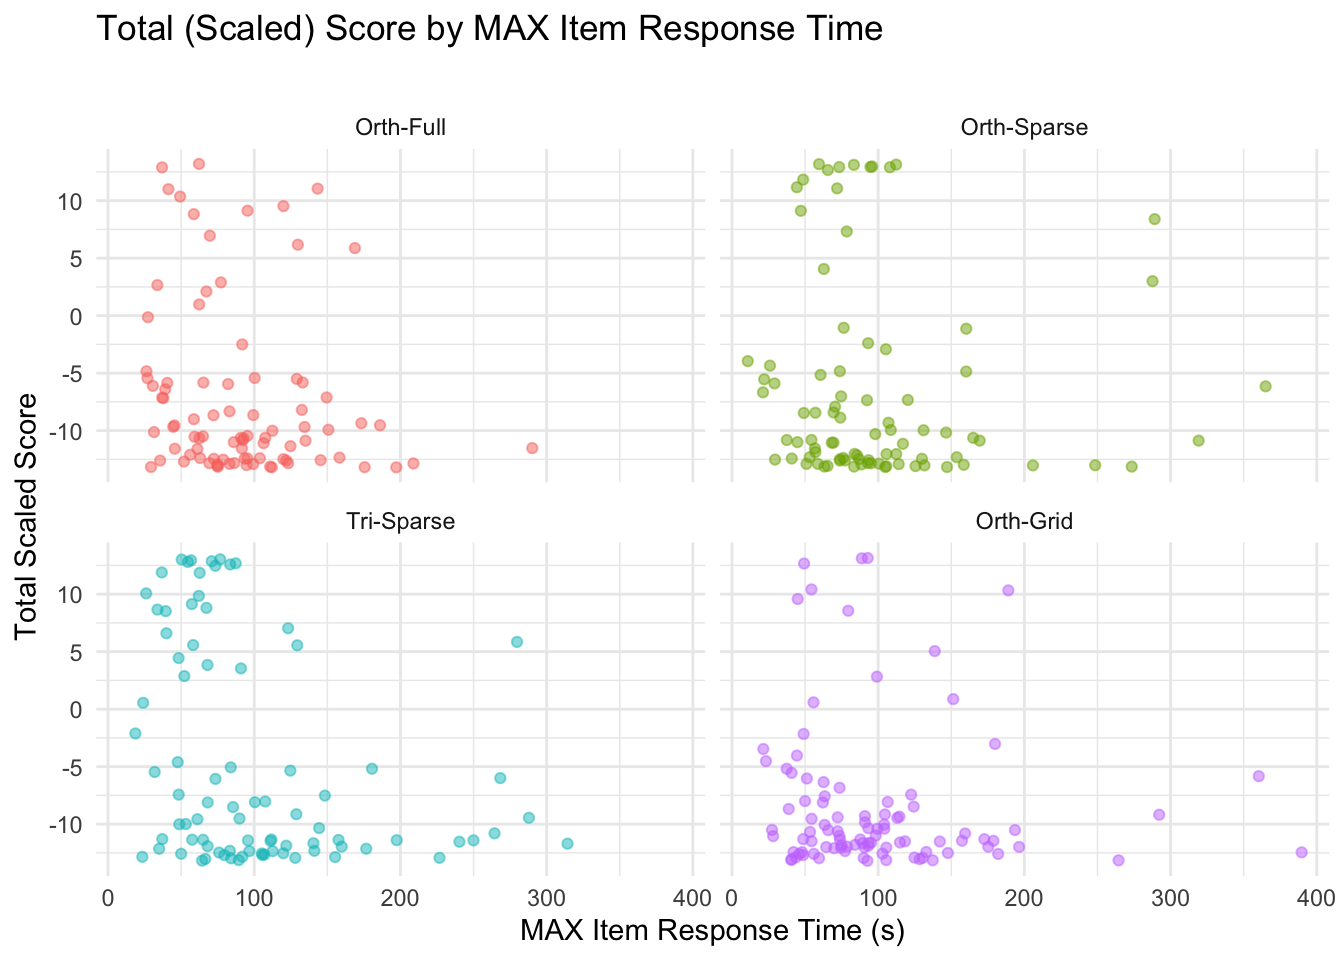 Total (Scaled) Score by MAX Item Response Time
Orth-Full
Orth-Sparse
10
5
0
-5
-10
Tri-Sparse
Orth-Grid
10
5
0
-5
-10
0 100 200 300 400 0 100 200 300 400
MAX Item Response Time (s)
Total Scaled Score